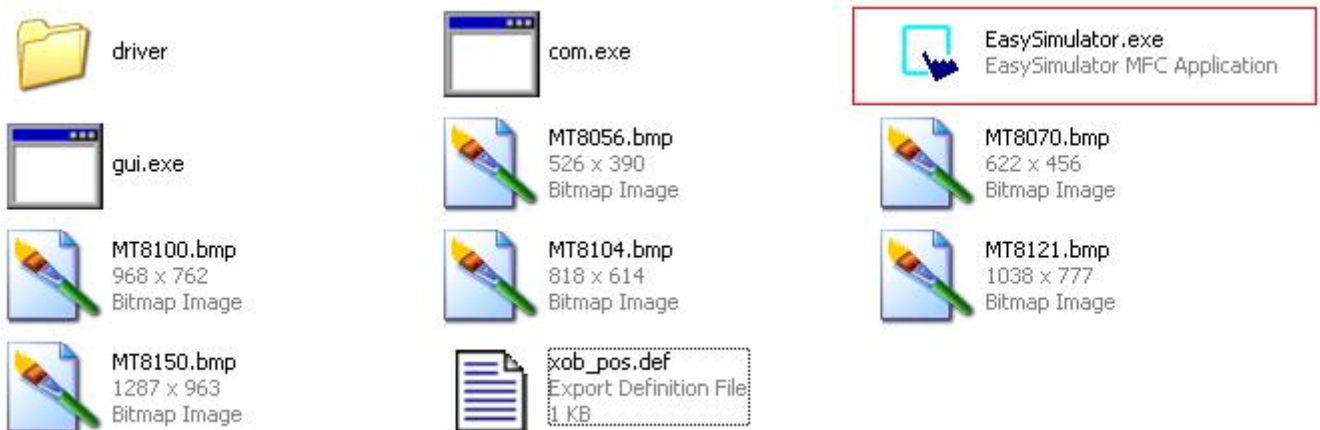 driver
com.exe
EasySimulator.exe
EasySimulator MFC Application
gui.exe
MT8056.bmp
526 x 390
Bitmap Image
MT8070.bmp
622 x 456
Bitmap Image
MT8100.bmp
968 x 762
Bitmap Image
MT8104.bmp
818 x 614
Bitmap Image
MT8121.bmp
1038 x 777
Bitmap Image
MT8150.bmp
1287 x 963
Bitmap Image
xob_pos.def
Export Definition File
1 KB